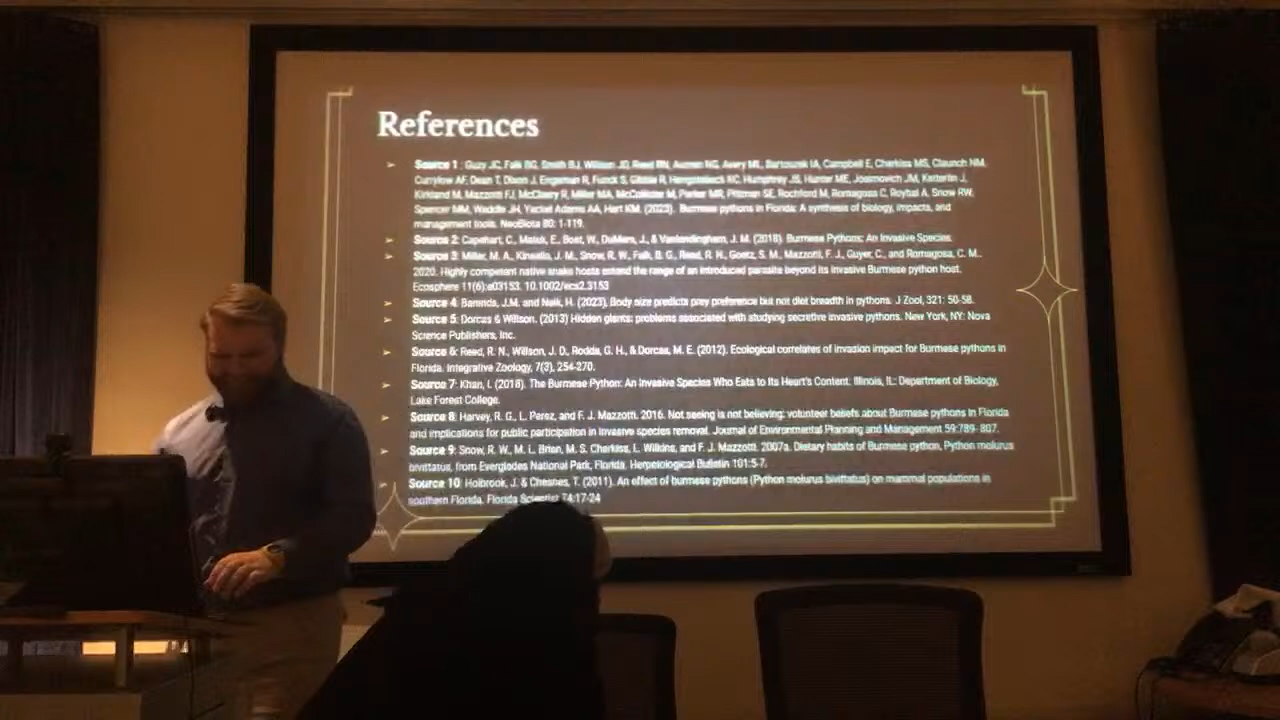 References
➢ Source 1: Guzy JC, Falk BG, Smith BJ, Willson JD, Reed RN, Aumen NG, Avery ML, Bartoszek IA, Campbell E, Cherkiss MS, Claunch NM,
Currylow AF, Dean T, Dixon J, Engeman R, Funck S, Gibble R, Hengstebeck KC, Humphrey JS, Hunter ME, Josimovich JM, Ketterlin J,
Kirkland M, Mazzotti FJ, McCleery R, Miller MA, McCollister M, Parker MR, Pittman SE, Rochford M, Romagosa C, Roybal A, Snow RW,
Spencer MM, Waddle JH, Yackel Adams AA, Hart KM. (2023). Burmese pythons in Florida: A synthesis of biology, impacts, and
management tools. NeoBiota 80: 1-119.
➢ Source 2: Capehart, C., E., Bost, W., DuMars, J., & Vantendingham, J. M. (2018). Burmese Pythons: An Invasive Species.
➢ Source 3: Miller, M. A., Kinsella, J. M., Snow, R. W., Falk, B. G., Reed, R. N., Goetz, S. M., Mazzotti, F. J., Guyer, C., and Romagosa, C. M..
2020. Highly competent native snake hosts extend the range of an introduced parasite beyond its invasive Burmese python host.
Ecosphere 11(6):e03153. 10.1002/ecs2.3153
➢ Source 4: Barends, J.M. and Naik, H. (2023), Body size predicts prey preference but not diet breadth in pythons. J Zool, 321: 50-58.
➢ Source 5: Dorcas & Willson. (2013) Hidden giants: problems associated with studying secretive invasive pythons. New York, NY: Nova
Science Publishers, Inc.
➢ Source 6: Reed, R. N., Willson, J. D., Rodda, G. H., & Dorcas, M. E. (2012). Ecological correlates of invasion impact for Burmese pythons in
Florida. Integrative Zoology, 7(3), 254-270.
➢ Source 7: Khan, I. (2018). The Burmese Python: An Invasive Species Who Eats to Its Heart's Content. Illinois, IL: Department of Biology,
Lake Forest College.
➢ Source 8: Harvey, R. G., L. Perez, and F. J. Mazzotti. 2016. Not seeing is not believing: volunteer beliefs about Burmese pythons in Florida
and implications for public participation in invasive species removal. Journal of Environmental Planning and Management 59:789-807.
➢ Source 9: Snow, R. W., M. L. Brien, M. S. Cherkiss, L. Wilkins, and F. J. Mazzotti. 2007a. Dietary habits of Burmese python, Python molurus
bivittatus, from Everglades National Park, Florida. Herpetological Bulletin 101:5-7.
➢ Source 10: Holbrook, J. & Chesnes, T. (2011). An effect of burmese pythons (Python molurus bivittatus) on mammal populations in
southern Florida. Florida Scientist 74:17-24